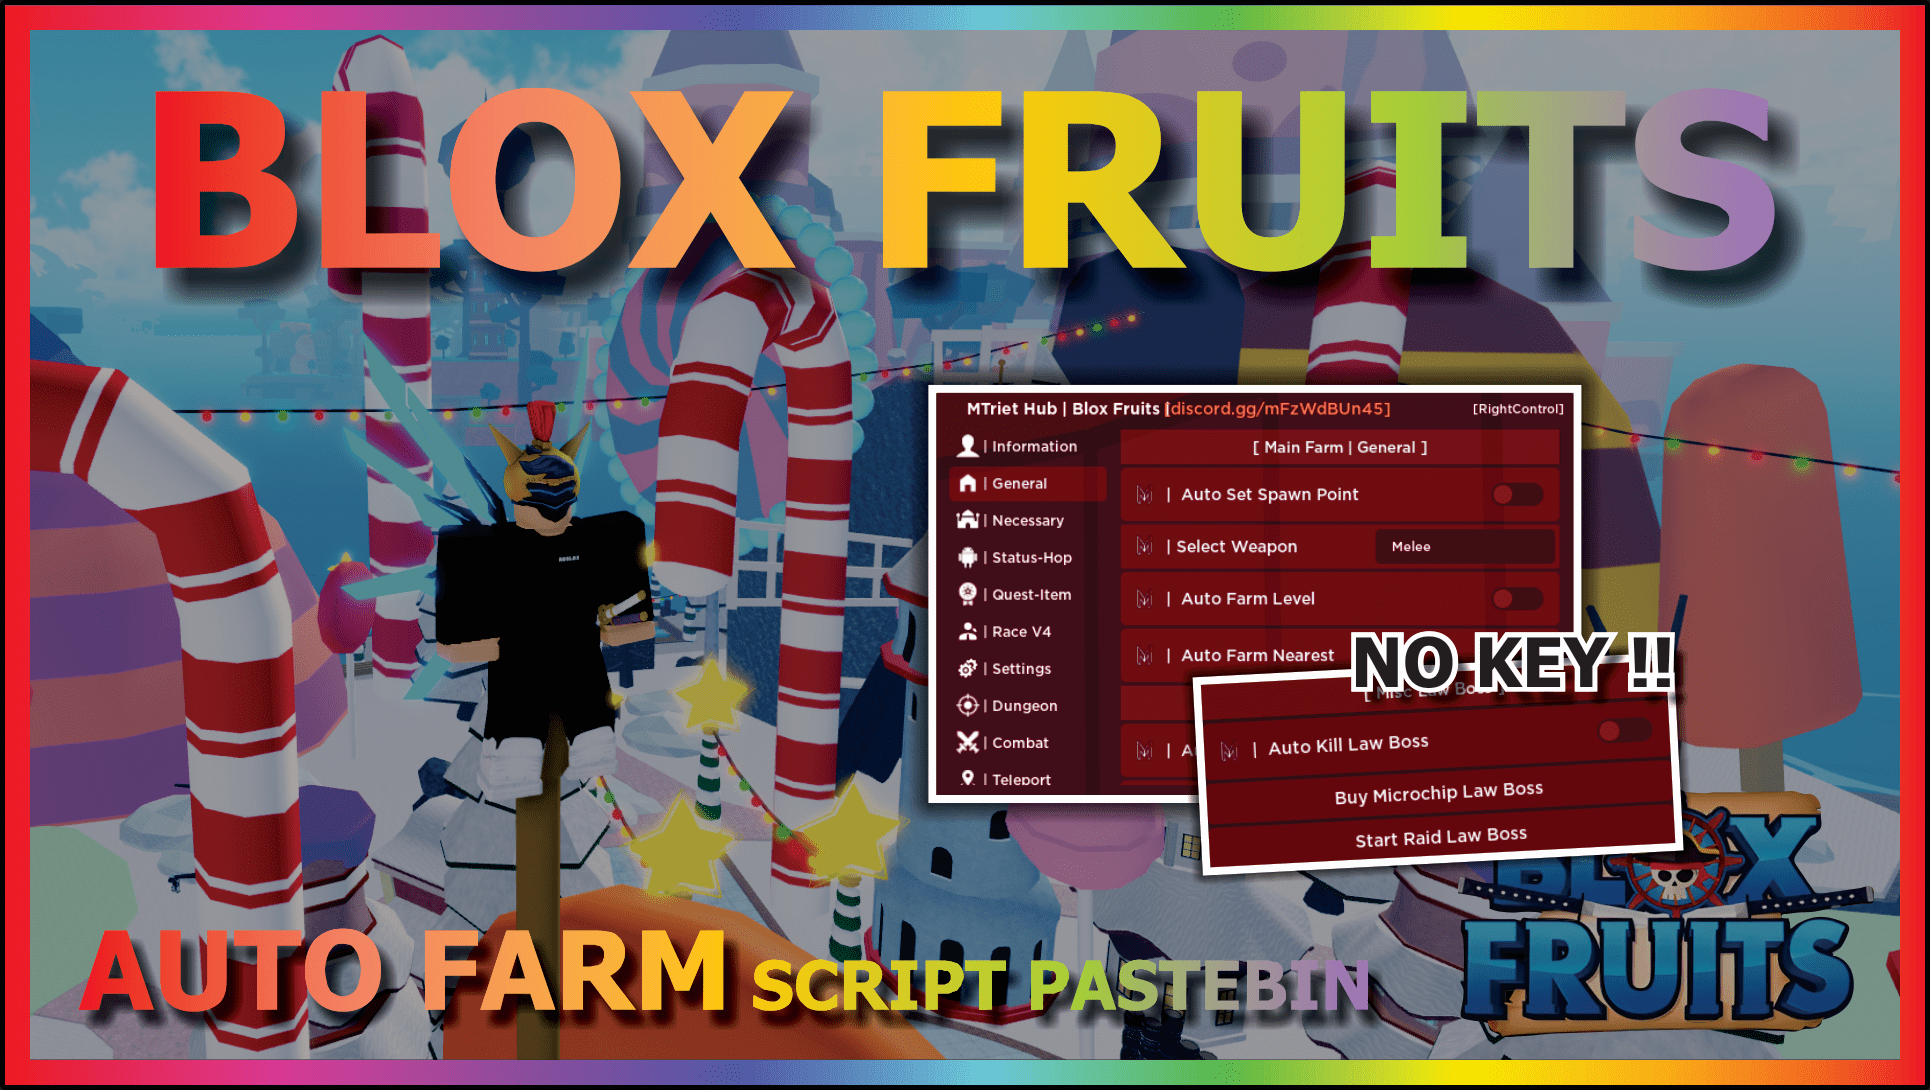 BLOX FRUITS
MTriet Hub | Blox Fruits [discord.gg/mFzWdBUn45]
[RightControl]
| Information
| General
| Necessary
| Status-Hop
| Quest-Item
| Race V4
| Settings
| Dungeon
| Combat
| Teleport
[ Main Farm | General ]
| Auto Set Spawn Point
| Select Weapon
Melee
| Auto Farm Level
| Auto Farm Nearest
NO KEY !!
[ Misc Law Boss ]
| Auto Kill Law Boss
Buy Microchip Law Boss
Start Raid Law Boss
ROBLOX
AUTO FARM SCRIPT PASTEBIN
BLOX
FRUITS